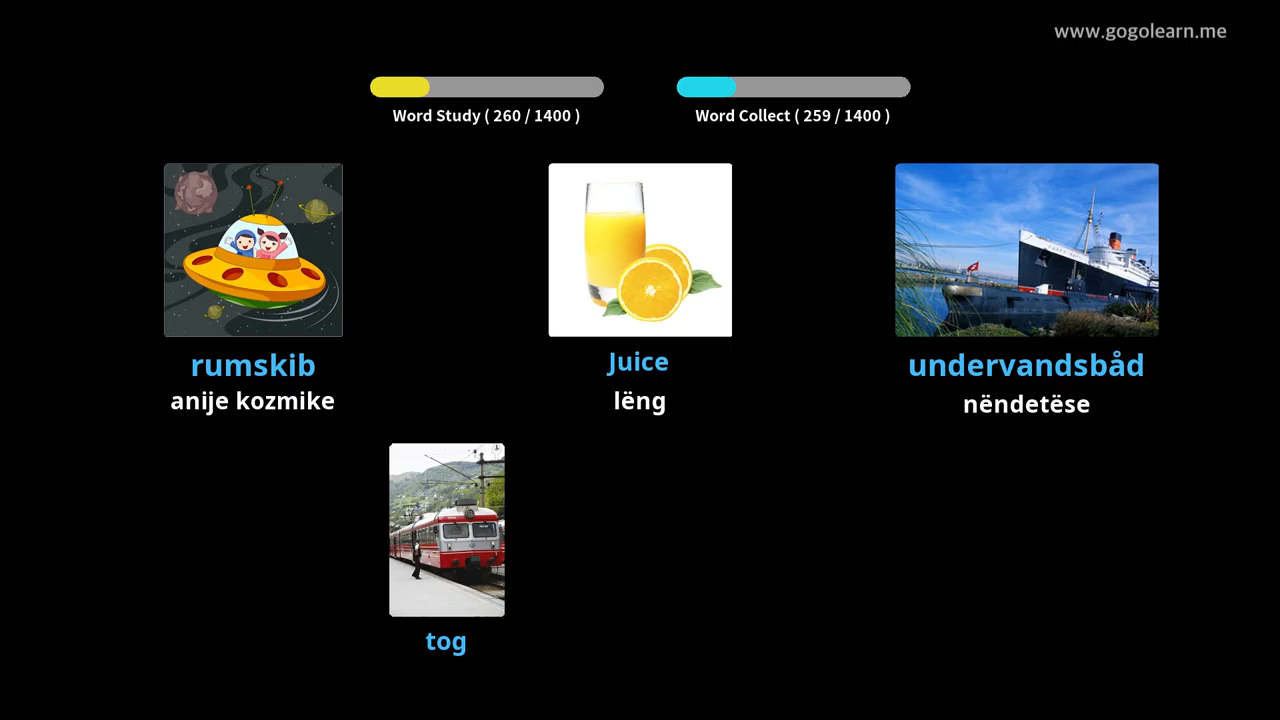 www.gogolearn.me
Word Study ( 260 / 1400 )
Word Collect ( 259 / 1400 )
rumskib
Juice
undervandsbåd
anije kozmike
lëng
nëndetëse
tog